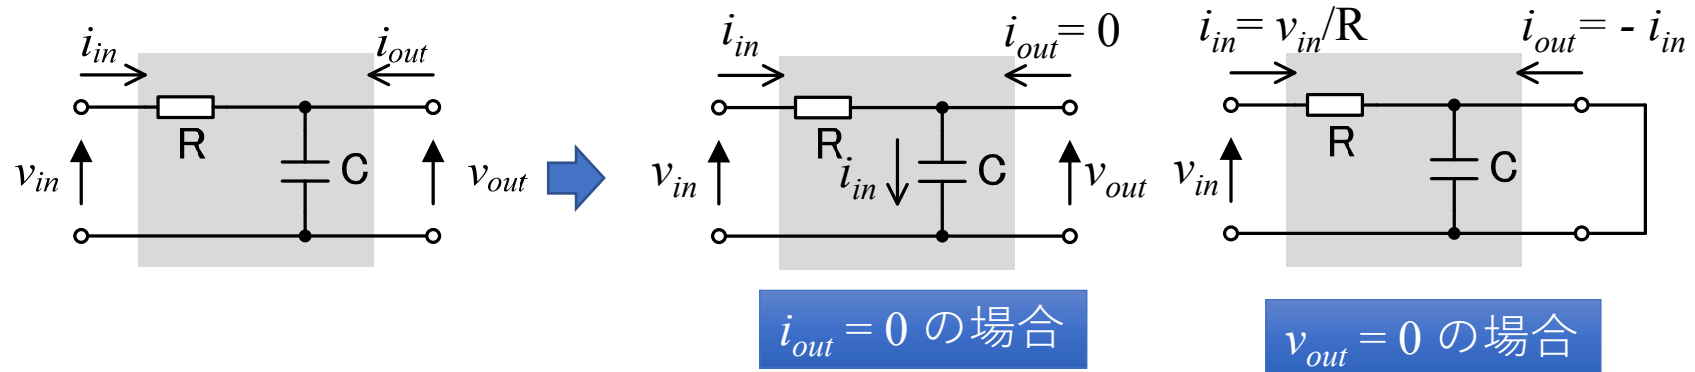 i_in
i_out
R
C
v_in
v_out
i_in
i_out = 0
R
i_in
C
v_in
v_out
i_out = 0 の場合
i_in = v_in/R
i_out = - i_in
R
C
v_in
v_out = 0 の場合